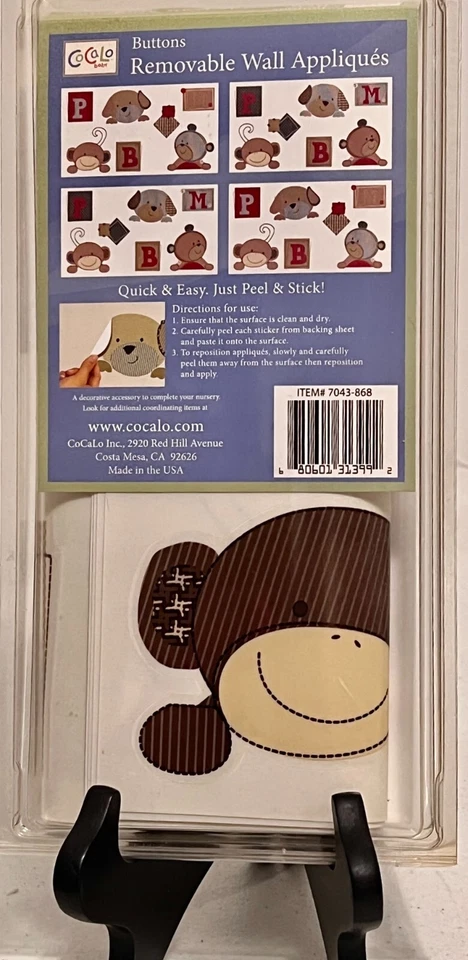 CoCaLo
baby
Buttons
Removable Wall Appliqués
P
B
M
B
M
B
P
B
Quick & Easy. Just Peel & Stick!
Directions for use:
1. Ensure that the surface is clean and dry.
2. Carefully peel each sticker from backing sheet
and paste it onto the surface.
3. To reposition appliqués, slowly and carefully
peel them away from the surface then reposition
and apply.
A decorative accessory to complete your nursery.
Look for additional coordinating items at
www.cocalo.com
CoCaLo Inc., 2920 Red Hill Avenue
Costa Mesa, CA 92626
Made in the USA
ITEM# 7043-868
6 80601 31399 2